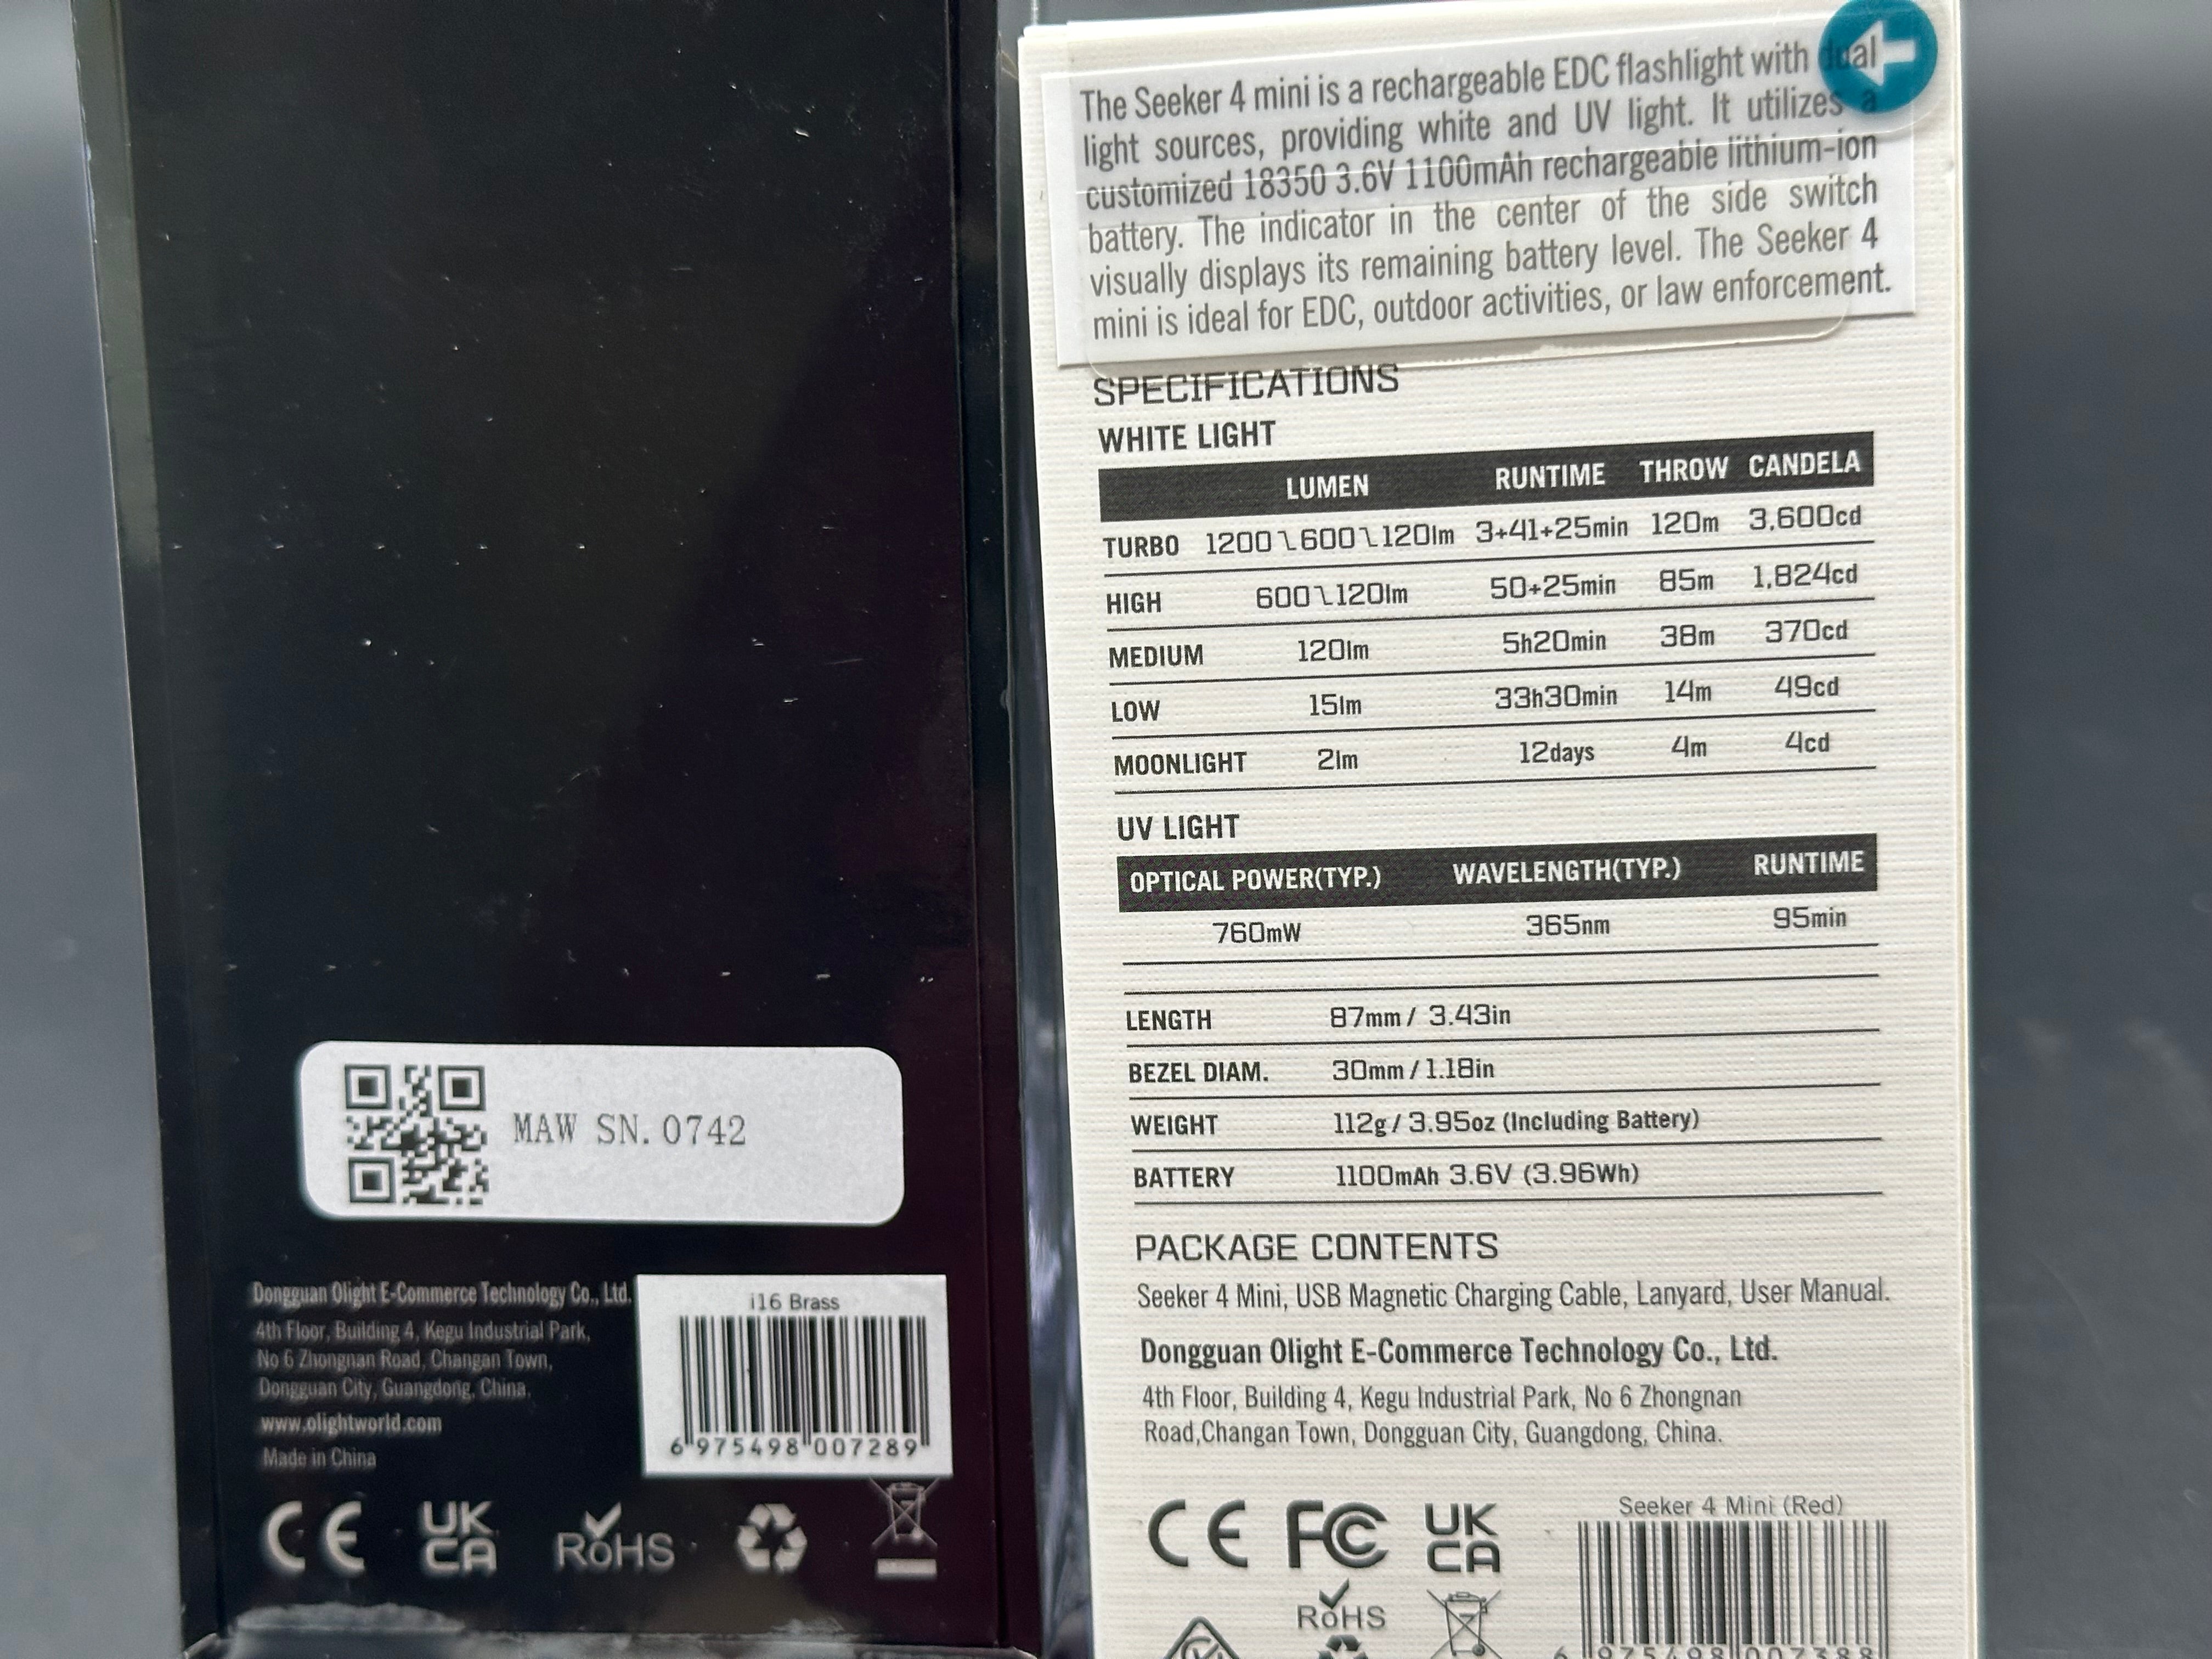 MAW SN. 0742
Dongguan Olight E-Commerce Technology Co., Ltd.
4th Floor, Building 4, Kegu Industrial Park,
No 6 Zhongnan Road, Changan Town,
Dongguan City, Guangdong, China.
www.olightworld.com
Made in China
i16 Brass
6 975498 007289
CE
UK
CA
RoHS
The Seeker 4 mini is a rechargeable EDC flashlight with dual
light sources, providing white and UV light. It utilizes a
customized 18350 3.6V 1100mAh rechargeable lithium-ion
battery. The indicator in the center of the side switch
visually displays its remaining battery level. The Seeker 4
mini is ideal for EDC, outdoor activities, or law enforcement.
SPECIFICATIONS
WHITE LIGHT
LUMEN RUNTIME THROW CANDELA
TURBO 1200～600～120lm 3+41+25min 120m 3,600cd
HIGH 600～120lm 50+25min 85m 1,824cd
MEDIUM 120lm 5h20min 38m 370cd
LOW 15lm 33h30min 14m 49cd
MOONLIGHT 2lm 12days 4m 4cd
UV LIGHT
OPTICAL POWER(TYP.) WAVELENGTH(TYP.) RUNTIME
760mW 365nm 95min
LENGTH 87mm / 3.43in
BEZEL DIAM. 30mm / 1.18in
WEIGHT 112g / 3.95oz (Including Battery)
BATTERY 1100mAh 3.6V (3.96Wh)
PACKAGE CONTENTS
Seeker 4 Mini, USB Magnetic Charging Cable, Lanyard, User Manual.
Dongguan Olight E-Commerce Technology Co., Ltd.
4th Floor, Building 4, Kegu Industrial Park, No 6 Zhongnan
Road,Changan Town, Dongguan City, Guangdong, China.
CE FC UK
CA
RoHS
Seeker 4 Mini (Red)
6 975498 007388